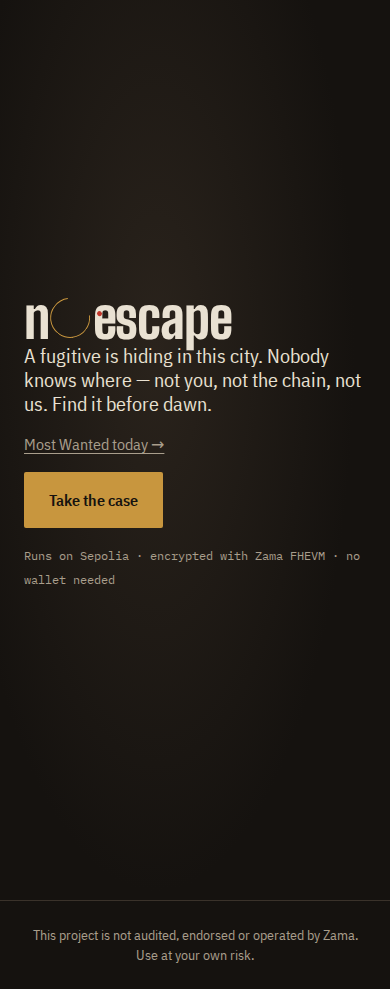 noescape
A fugitive is hiding in this city. Nobody
knows where — not you, not the chain, not
us. Find it before dawn.
Most Wanted today →
Take the case
Runs on Sepolia · encrypted with Zama FHEVM · no
wallet needed
This project is not audited, endorsed or operated by Zama.
Use at your own risk.